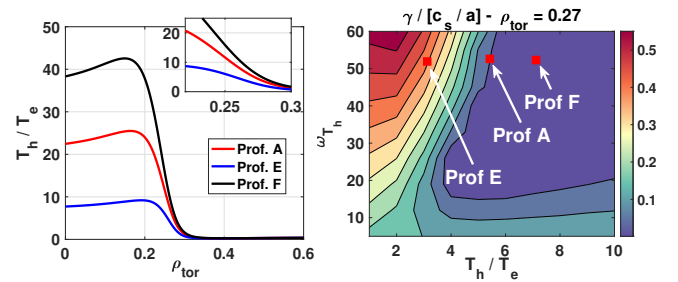 50
40
30
20
10
0
T_h / T_e
20
10
0
0.25
0.3
Prof. A
Prof. E
Prof. F
0
0.2
0.4
0.6
ρ_tor
γ / [c_s / a] - ρ_tor = 0.27
60
50
40
30
20
10
ω_T_h
Prof F
Prof A
Prof E
2
4
6
8
10
T_h / T_e
0.5
0.4
0.3
0.2
0.1
0